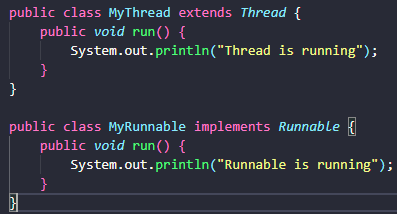 public class MyThread extends Thread {
    public void run() {
        System.out.println("Thread is running");
    }
}

public class MyRunnable implements Runnable {
    public void run() {
        System.out.println("Runnable is running");
    }
}